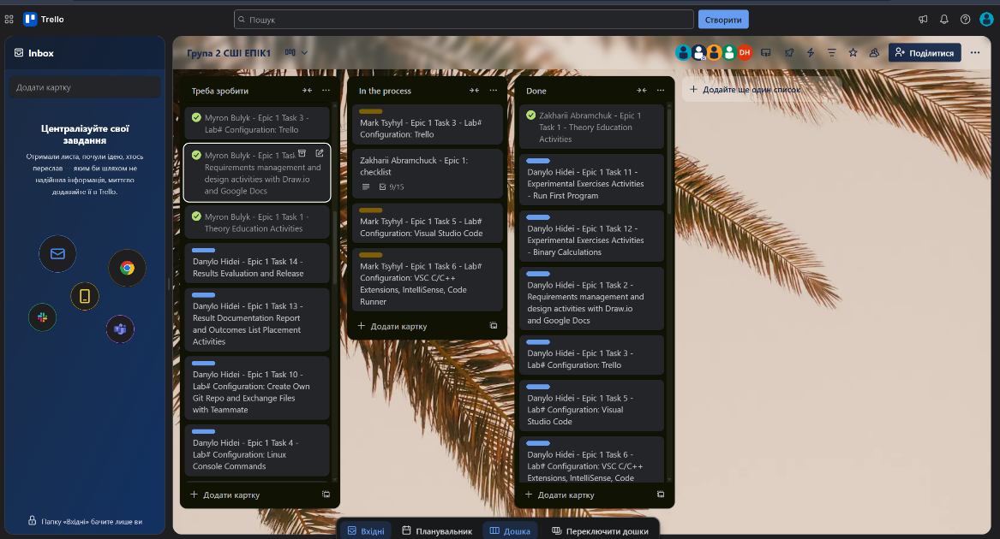 Trello
Пошук
Створити
Inbox
Додати картку
Централізуйте свої
завдання
Отримали листа, почули ідею, хтось
переслав — яким би шляхом не
надійшла інформація, миттєво
додавайте її в Trello.
Папку «Вхідні» бачите лише ви
Група 2 СШІ ЕПІК1
DH
Поділитися
Треба зробити
Myron Bulyk - Epic 1 Task 3 -
Lab# Configuration: Trello
Myron Bulyk - Epic 1 Task
Requirements management and
design activities with Draw.io
and Google Docs
Myron Bulyk - Epic 1 Task 1 -
Theory Education Activities
Danylo Hidei - Epic 1 Task 14 -
Results Evaluation and Release
Danylo Hidei - Epic 1 Task 13 -
Result Documentation Report
and Outcomes List Placement
Activities
Danylo Hidei - Epic 1 Task 10 -
Lab# Configuration: Create Own
Git Repo and Exchange Files
with Teammate
Danylo Hidei - Epic 1 Task 4 -
Lab# Configuration: Linux
Console Commands
Додати картку
In the process
Mark Tsyhyl - Epic 1 Task 3 - Lab#
Configuration: Trello
Zakharii Abramchuck - Epic 1:
checklist
9/15
Mark Tsyhyl - Epic 1 Task 5 - Lab#
Configuration: Visual Studio Code
Mark Tsyhyl - Epic 1 Task 6 - Lab#
Configuration: VSC C/C++
Extensions, IntelliSense, Code
Runner
Додати картку
Done
Zakharii Abramchuk - Epic 1
Task 1 - Theory Education
Activities
Danylo Hidei - Epic 1 Task 11 -
Experimental Exercises Activities
- Run First Program
Danylo Hidei - Epic 1 Task 12 -
Experimental Exercises Activities
- Binary Calculations
Danylo Hidei - Epic 1 Task 2 -
Requirements management and
design activities with Draw.io
and Google Docs
Danylo Hidei - Epic 1 Task 3 -
Lab# Configuration: Trello
Danylo Hidei - Epic 1 Task 5 -
Lab# Configuration: Visual
Studio Code
Danylo Hidei - Epic 1 Task 6 -
Lab# Configuration: VSC C/C++
Extensions, IntelliSense, Code
Додати картку
Додайте ще один список
Вхідні
Планувальник
Дошка
Переключити дошки